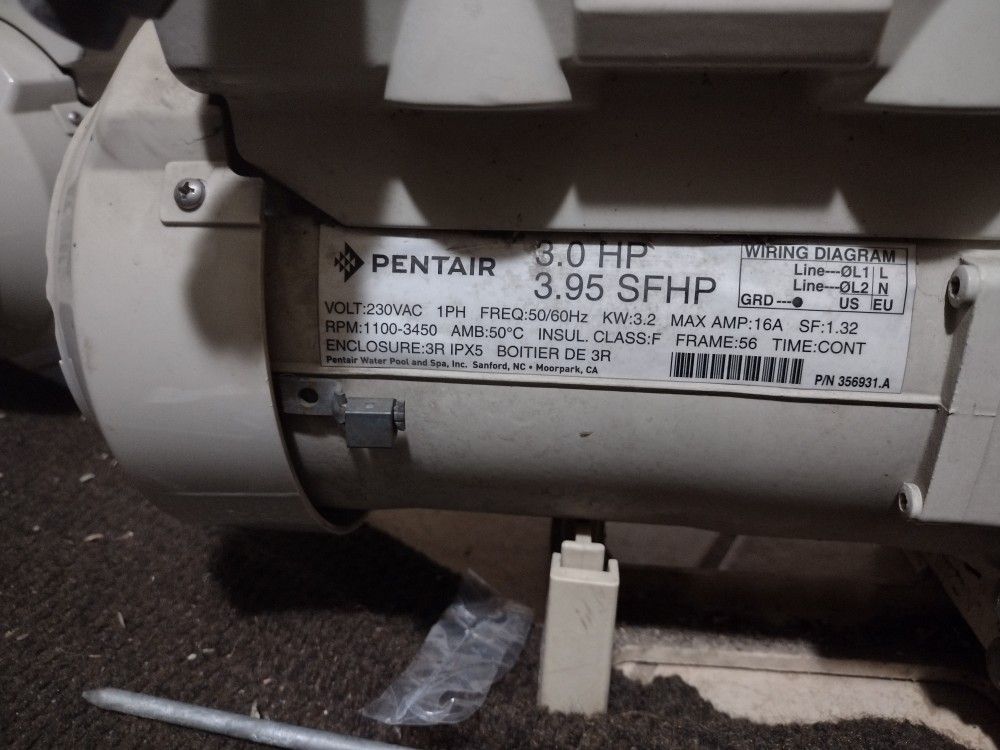 PENTAIR
3.0 HP
3.95 SFHP
WIRING DIAGRAM
Line---ØL1 L
Line---ØL2 N
GRD---● US EU
VOLT:230VAC 1PH FREQ:50/60Hz KW:3.2 MAX AMP:16A SF:1.32
RPM:1100-3450 AMB:50°C INSUL. CLASS:F FRAME:56 TIME:CONT
ENCLOSURE:3R IPX5 BOITIER DE 3R
Pentair Water Pool and Spa, Inc. Sanford, NC • Moorpark, CA
P/N 356931.A